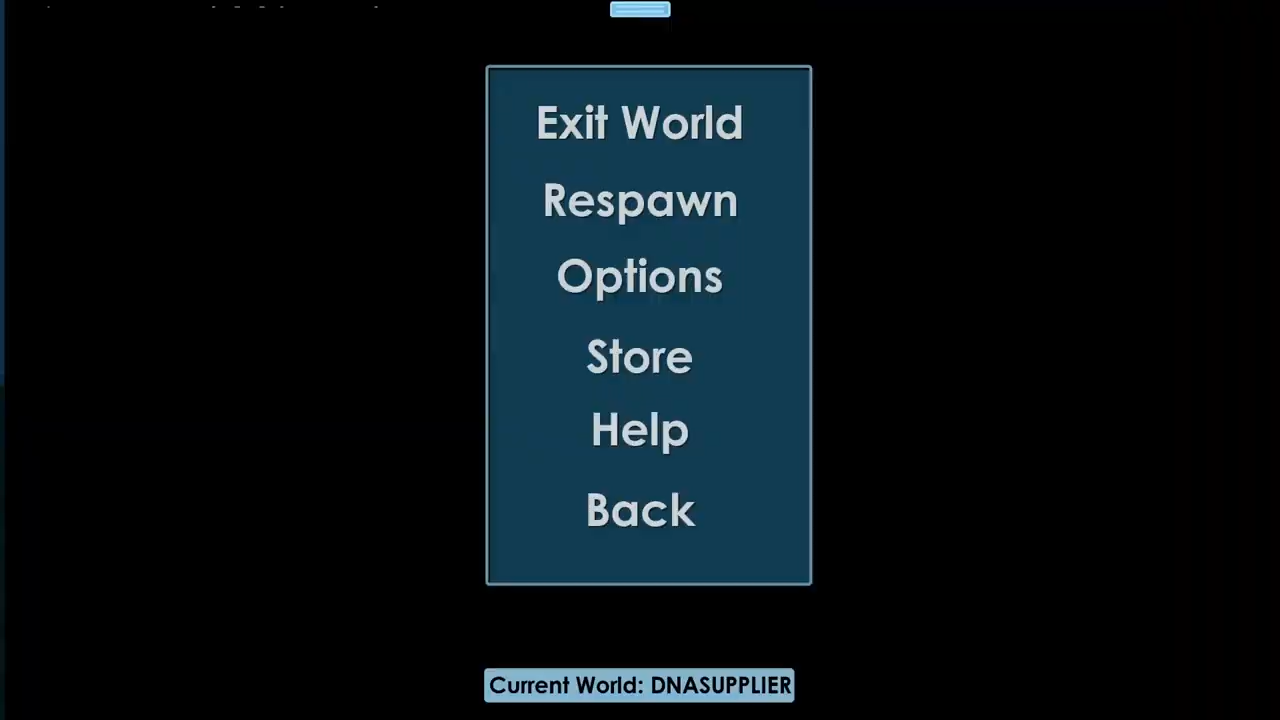 Exit World
Respawn
Options
Store
Help
Back
Current World: DNASUPPLIER